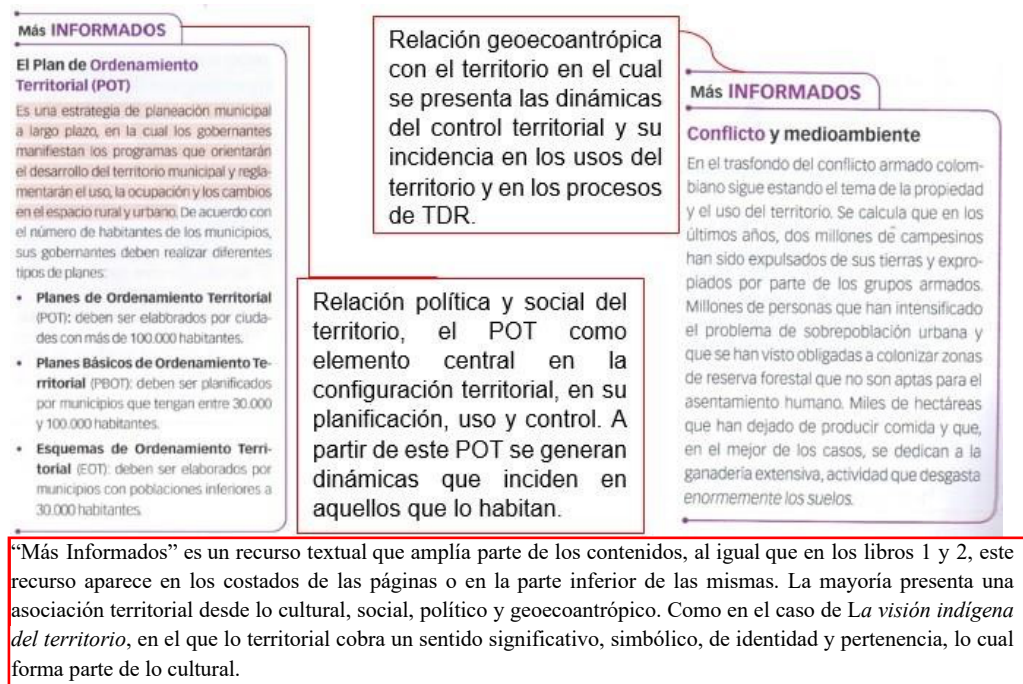 Más INFORMADOS
El Plan de Ordenamiento
Territorial (POT)
Es una estrategia de planeación municipal
a largo plazo, en la cual los gobernantes
manifiestan los programas que orientarán
el desarrollo del territorio municipal y regla-
mentarán el uso, la ocupación y los cambios
en el espacio rural y urbano. De acuerdo con
el número de habitantes de los municipios,
sus gobernantes deben realizar diferentes
tipos de planes:
• Planes de Ordenamiento Territorial
(POT): deben ser elabborados por ciuda-
des con más de 100.000 habitantes.
• Planes Básicos de Ordenamiento Te-
rritorial (PBOT): deben ser planificados
por municipios que tengan entre 30.000
y 100.000 habitantes.
• Esquemas de Ordenamiento Terri-
torial (EOT): deben ser elaborados por
municipios con poblaciones inferiores a
30.000 habitantes.
Relación geoecoantrópica
con el territorio en el cual
se presenta las dinámicas
del control territorial y su
incidencia en los usos del
territorio y en los procesos
de TDR.
Relación política y social del
territorio, el POT como
elemento central en la
configuración territorial, en su
planificación, uso y control. A
partir de este POT se generan
dinámicas que inciden en
aquellos que lo habitan.
Más INFORMADOS
Conflicto y medioambiente
En el trasfondo del conflicto armado colom-
biano sigue estando el tema de la propiedad
y el uso del territorio. Se calcula que en los
últimos años, dos millones de campesinos
han sido expulsados de sus tierras y expro-
piados por parte de los grupos armados.
Millones de personas que han intensificado
el problema de sobrepoblación urbana y
que se han visto obligadas a colonizar zonas
de reserva forestal que no son aptas para el
asentamiento humano. Miles de hectáreas
que han dejado de producir comida y que,
en el mejor de los casos, se dedican a la
ganadería extensiva, actividad que desgasta
enormemente los suelos.
“Más Informados” es un recurso textual que amplía parte de los contenidos, al igual que en los libros 1 y 2, este
recurso aparece en los costados de las páginas o en la parte inferior de las mismas. La mayoría presenta una
asociación territorial desde lo cultural, social, político y geoecoantrópico. Como en el caso de La visión indígena
del territorio, en el que lo territorial cobra un sentido significativo, simbólico, de identidad y pertenencia, lo cual
forma parte de lo cultural.